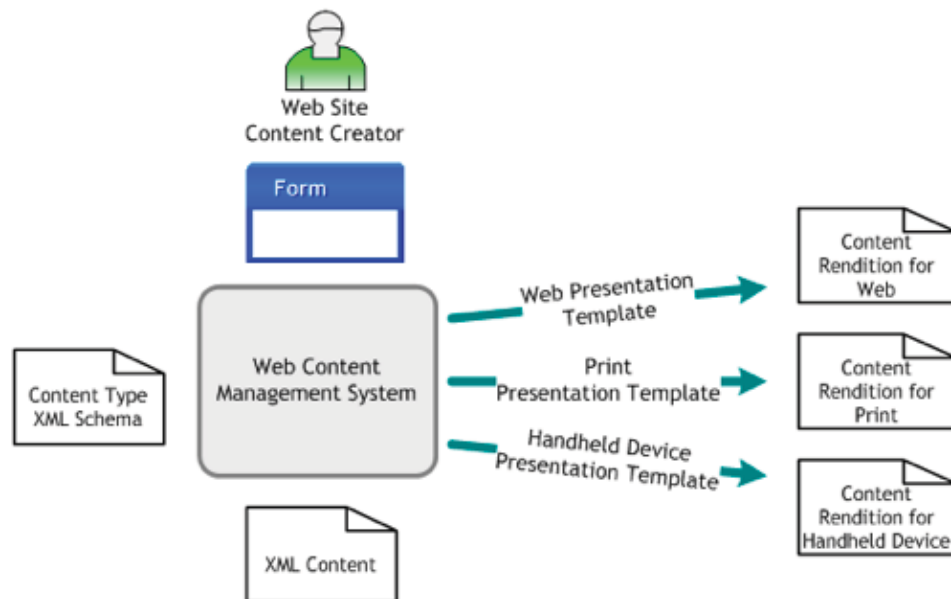 Web Site
Content Creator
Form
Content
Rendition for
Web
Web Presentation
Template
Web Content
Management System
Content Type
XML Schema
Print
Presentation Template
Content
Rendition for
Print
Handheld Device
Presentation Template
Content
Rendition for
Handheld Device
XML Content